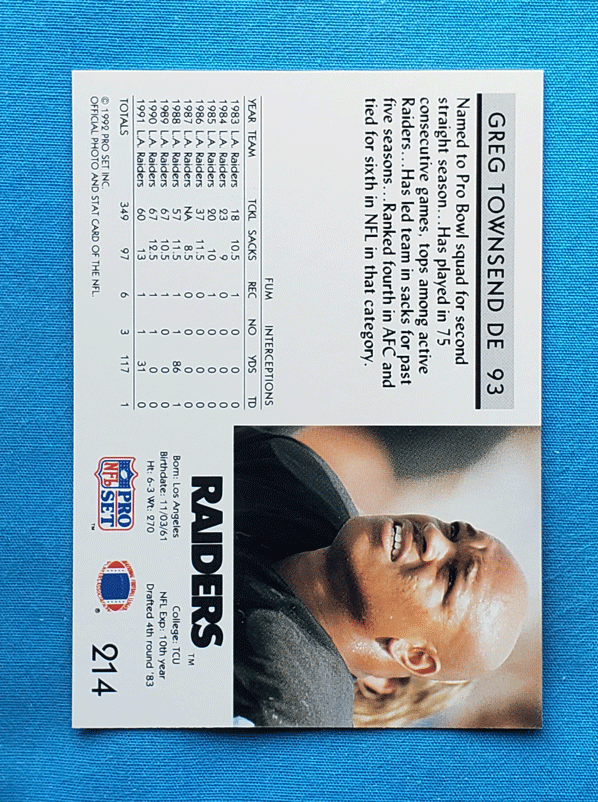 GREG TOWNSEND DE 93
Named to Pro Bowl squad for second
straight season...Has played in 75
consecutive games, tops among active
Raiders...Has led team in sacks for past
five seasons...Ranked fourth in AFC and
tied for sixth in NFL in that category.
FUM INTERCEPTIONS
YEAR TEAM TCKL SACKS REC NO YDS TD
1983 L.A. Raiders 18 10.5 1 0 0 0
1984 L.A. Raiders 23 9 0 0 0 0
1985 L.A. Raiders 20 10 1 0 0 0
1986 L.A. Raiders 37 11.5 0 0 0 0
1987 L.A. Raiders NA 8.5 0 0 0 0
1988 L.A. Raiders 57 11.5 1 1 86 1
1989 L.A. Raiders 67 10.5 1 0 0 0
1990 L.A. Raiders 67 12.5 1 1 0 0
1991 L.A. Raiders 60 13 1 1 31 0
TOTALS 349 97 6 3 117 1
© 1992 PRO SET INC.
OFFICIAL PHOTO AND STAT CARD OF THE NFL.
RAIDERS™
Born: Los Angeles College: TCU
Birthdate: 11/03/61 NFL Exp: 10th year
Ht: 6-3 Wt: 270 Drafted 4th round '83
PRO
NFL SET ™
®
214